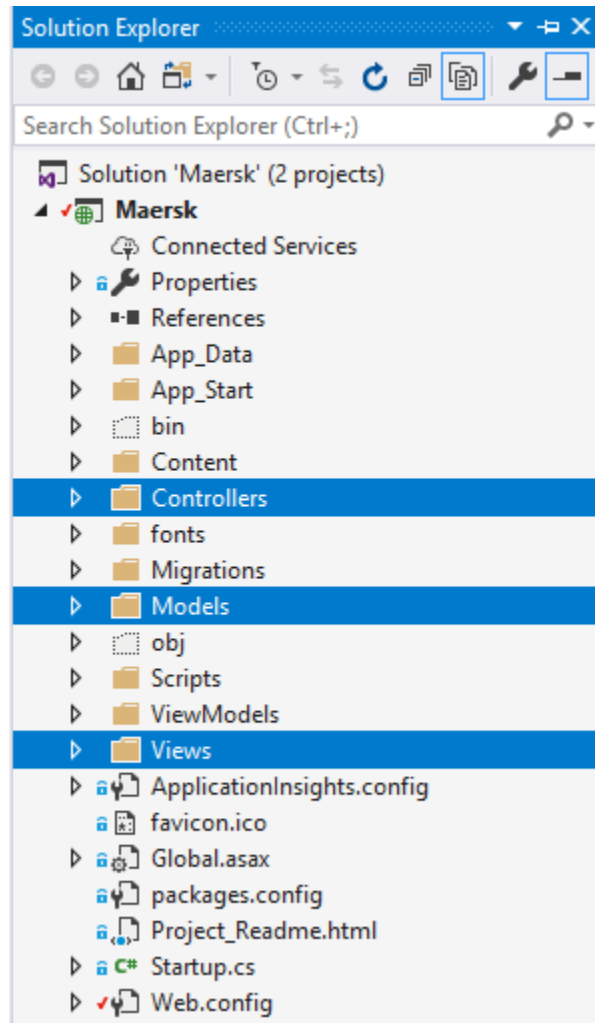 Solution Explorer
Search Solution Explorer (Ctrl+;)
Solution 'Maersk' (2 projects)
Maersk
Connected Services
Properties
References
App_Data
App_Start
bin
Content
Controllers
fonts
Migrations
Models
obj
Scripts
ViewModels
Views
ApplicationInsights.config
favicon.ico
Global.asax
packages.config
Project_Readme.html
C# Startup.cs
Web.config